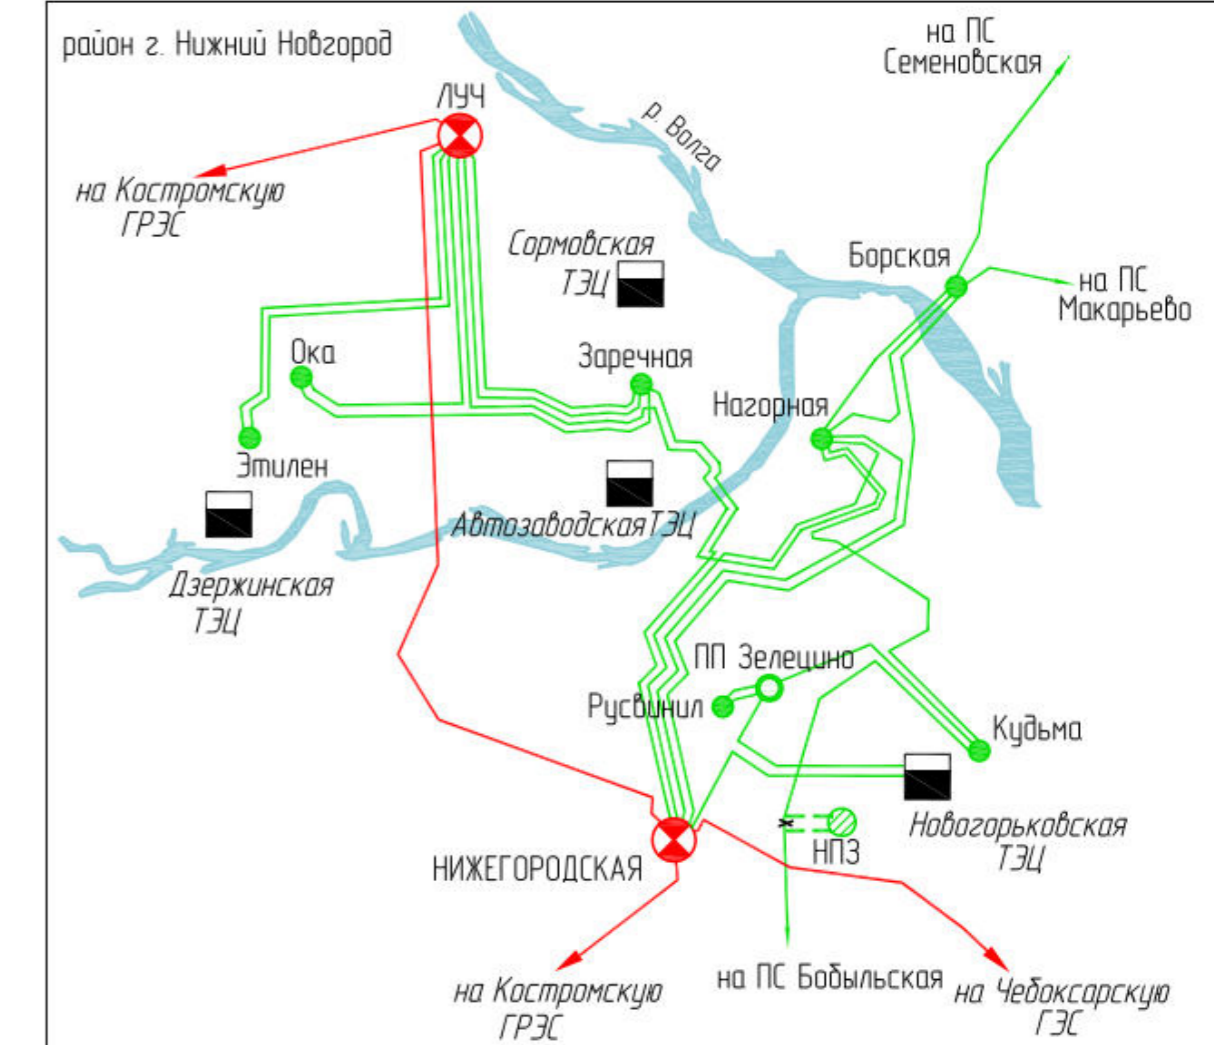 район г. Нижний Новгород
на ПС
Семеновская
ЛУЧ
р. Волга
на Костромскую
ГРЭС
Сормовская
ТЭЦ
Борская
на ПС
Макарьево
Ока
Заречная
Нагорная
Этилен
АвтозаводскаяТЭЦ
Дзержинская
ТЭЦ
ПП Зелецино
Русвинил
Кудьма
НПЗ
Новогорьковская
ТЭЦ
НИЖЕГОРОДСКАЯ
на Костромскую
ГРЭС
на ПС Бобыльская
на Чебоксарскую
ГЭС